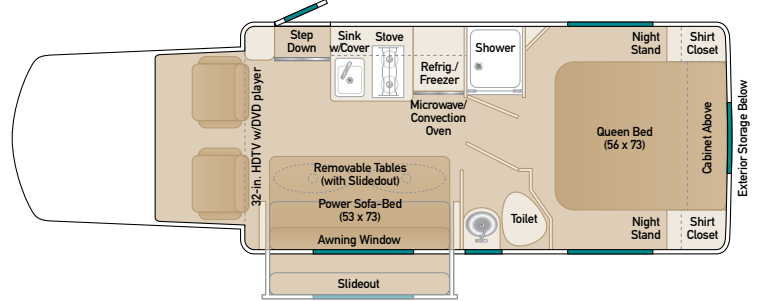 Step
Down
Sink
w/Cover
Stove
Refrig./
Freezer
Microwave/
Convection
Oven
Shower
Night
Stand
Shirt
Closet
32-in. HDTV w/DVD player
Removable Tables
(with Slideout)
Power Sofa-Bed
(53 x 73)
Awning Window
Slideout
Toilet
Queen Bed
(56 x 73)
Cabinet Above
Exterior Storage Below
Night
Stand
Shirt
Closet